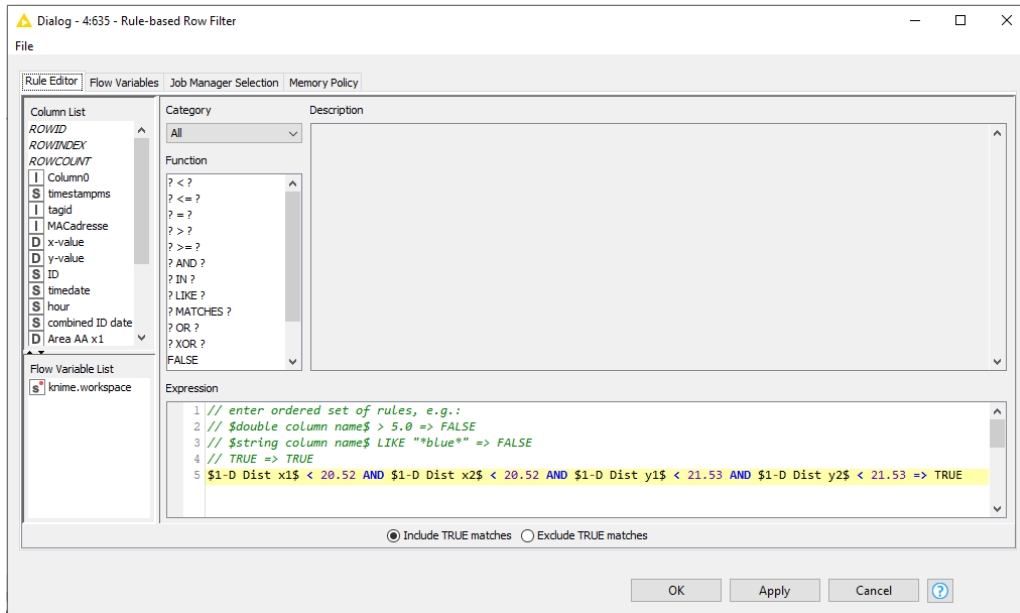 Dialog - 4:635 - Rule-based Row Filter
File
Rule Editor Flow Variables Job Manager Selection Memory Policy
Column List
ROWID
ROWINDEX
ROWCOUNT
I Column0
S timestampms
I tagid
I MACadresse
D x-value
D y-value
S ID
S timedate
S hour
S combined ID date
D Area AA x1
Flow Variable List
s knime.workspace
Category
All
Function
? < ?
? <= ?
? = ?
? > ?
? >= ?
? AND ?
? IN ?
? LIKE ?
? MATCHES ?
? OR ?
? XOR ?
FALSE
Description
Expression
1 // enter ordered set of rules, e.g.:
2 // $double column name$ > 5.0 => FALSE
3 // $string column name$ LIKE "*blue*" => FALSE
4 // TRUE => TRUE
5 $1-D Dist x1$ < 20.52 AND $1-D Dist x2$ < 20.52 AND $1-D Dist y1$ < 21.53 AND $1-D Dist y2$ < 21.53 => TRUE
Include TRUE matches Exclude TRUE matches
OK Apply Cancel ?